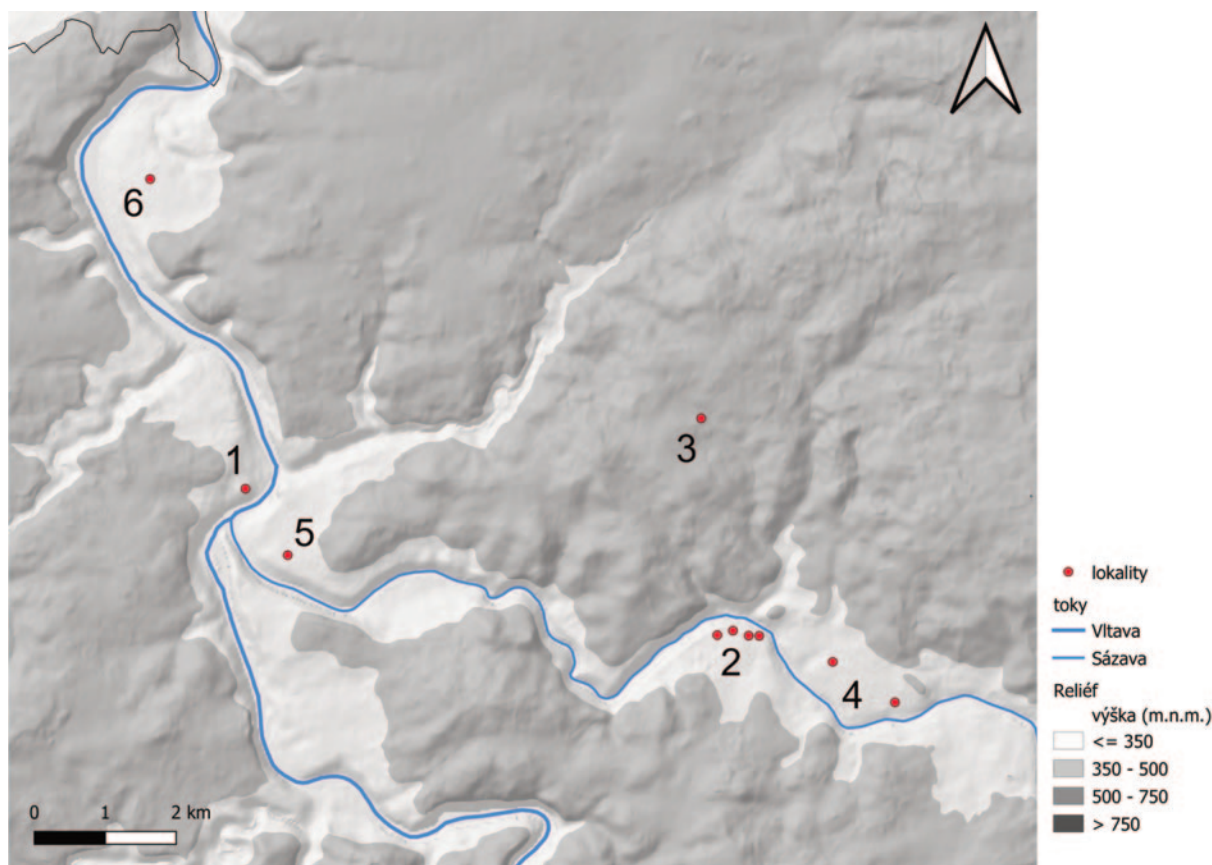 6
1
5
3
2
4
0 1 2 km
lokality
toky
Vltava
Sázava
Reliéf
výška (m.n.m.)
<= 350
350 - 500
500 - 750
> 750